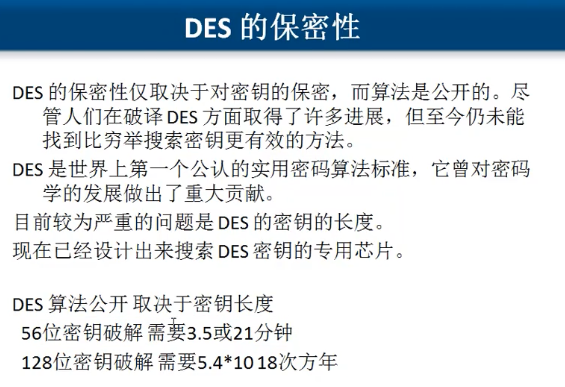 DES 的保密性
DES 的保密性仅取决于对密钥的保密，而算法是公开的。尽
管人们在破译 DES 方面取得了许多进展，但至今仍未能
找到比穷举搜索密钥更有效的方法。
DES 是世界上第一个公认的实用密码算法标准，它曾对密码
学的发展做出了重大贡献。
目前较为严重的问题是 DES 的密钥的长度。
现在已经设计出来搜索 DES 密钥的专用芯片。
DES 算法公开 取决于密钥长度
56位密钥破解 需要3.5或21分钟
128位密钥破解 需要5.4*10 18次方年